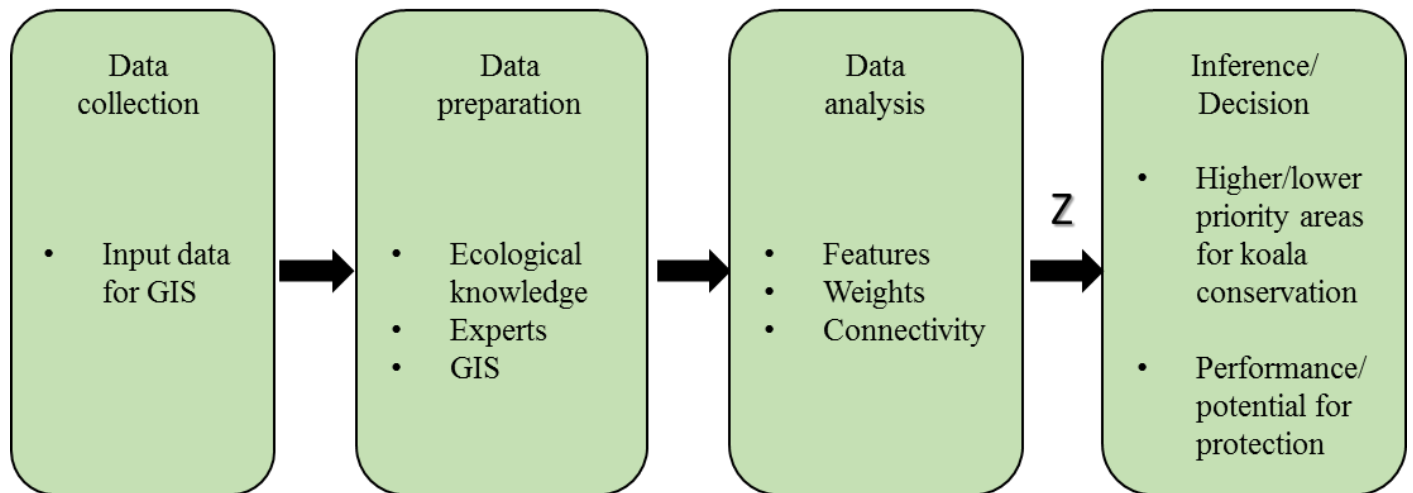 Data
collection
• Input data
for GIS
Data
preparation
• Ecological
knowledge
• Experts
• GIS
Data
analysis
• Features
• Weights
• Connectivity
Z
Inference/
Decision
• Higher/lower
priority areas
for koala
conservation
• Performance/
potential for
protection